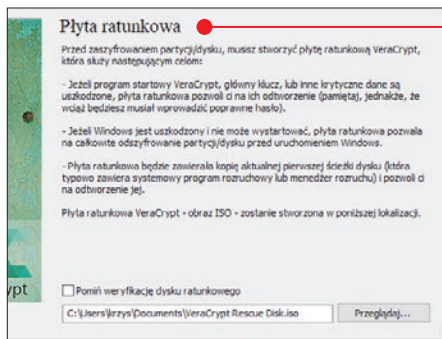 Płyta ratunkowa
Przed zaszyfrowaniem partycji/dysku, musisz stworzyć płytę ratunkową VeraCrypt,
która służy następującym celom:
- Jeżeli program startowy VeraCrypt, główny klucz, lub inne krytyczne dane są
uszkodzone, płyta ratunkowa pozwoli ci na ich odtworzenie (pamiętaj, jednakże, że
wciąż będziesz musiał wprowadzić poprawne hasło).
- Jeżeli Windows jest uszkodzony i nie może wystartować, płyta ratunkowa pozwala
na całkowite odszyfrowanie partycji/dysku przed uruchomieniem Windows.
- Płyta ratunkowa będzie zawierała kopię aktualnej pierwszej ścieżki dysku (która
typowo zawiera systemowy program rozruchowy lub menedżer rozruchu) i pozwoli ci
na odtworzenie jej.
Płyta ratunkowa VeraCrypt - obraz ISO - zostanie stworzona w poniższej lokalizacji.
ypt
Pomiń weryfikację dysku ratunkowego
C:\Users\krzys\Documents\VeraCrypt Rescue Disk.iso
Przeglądaj...